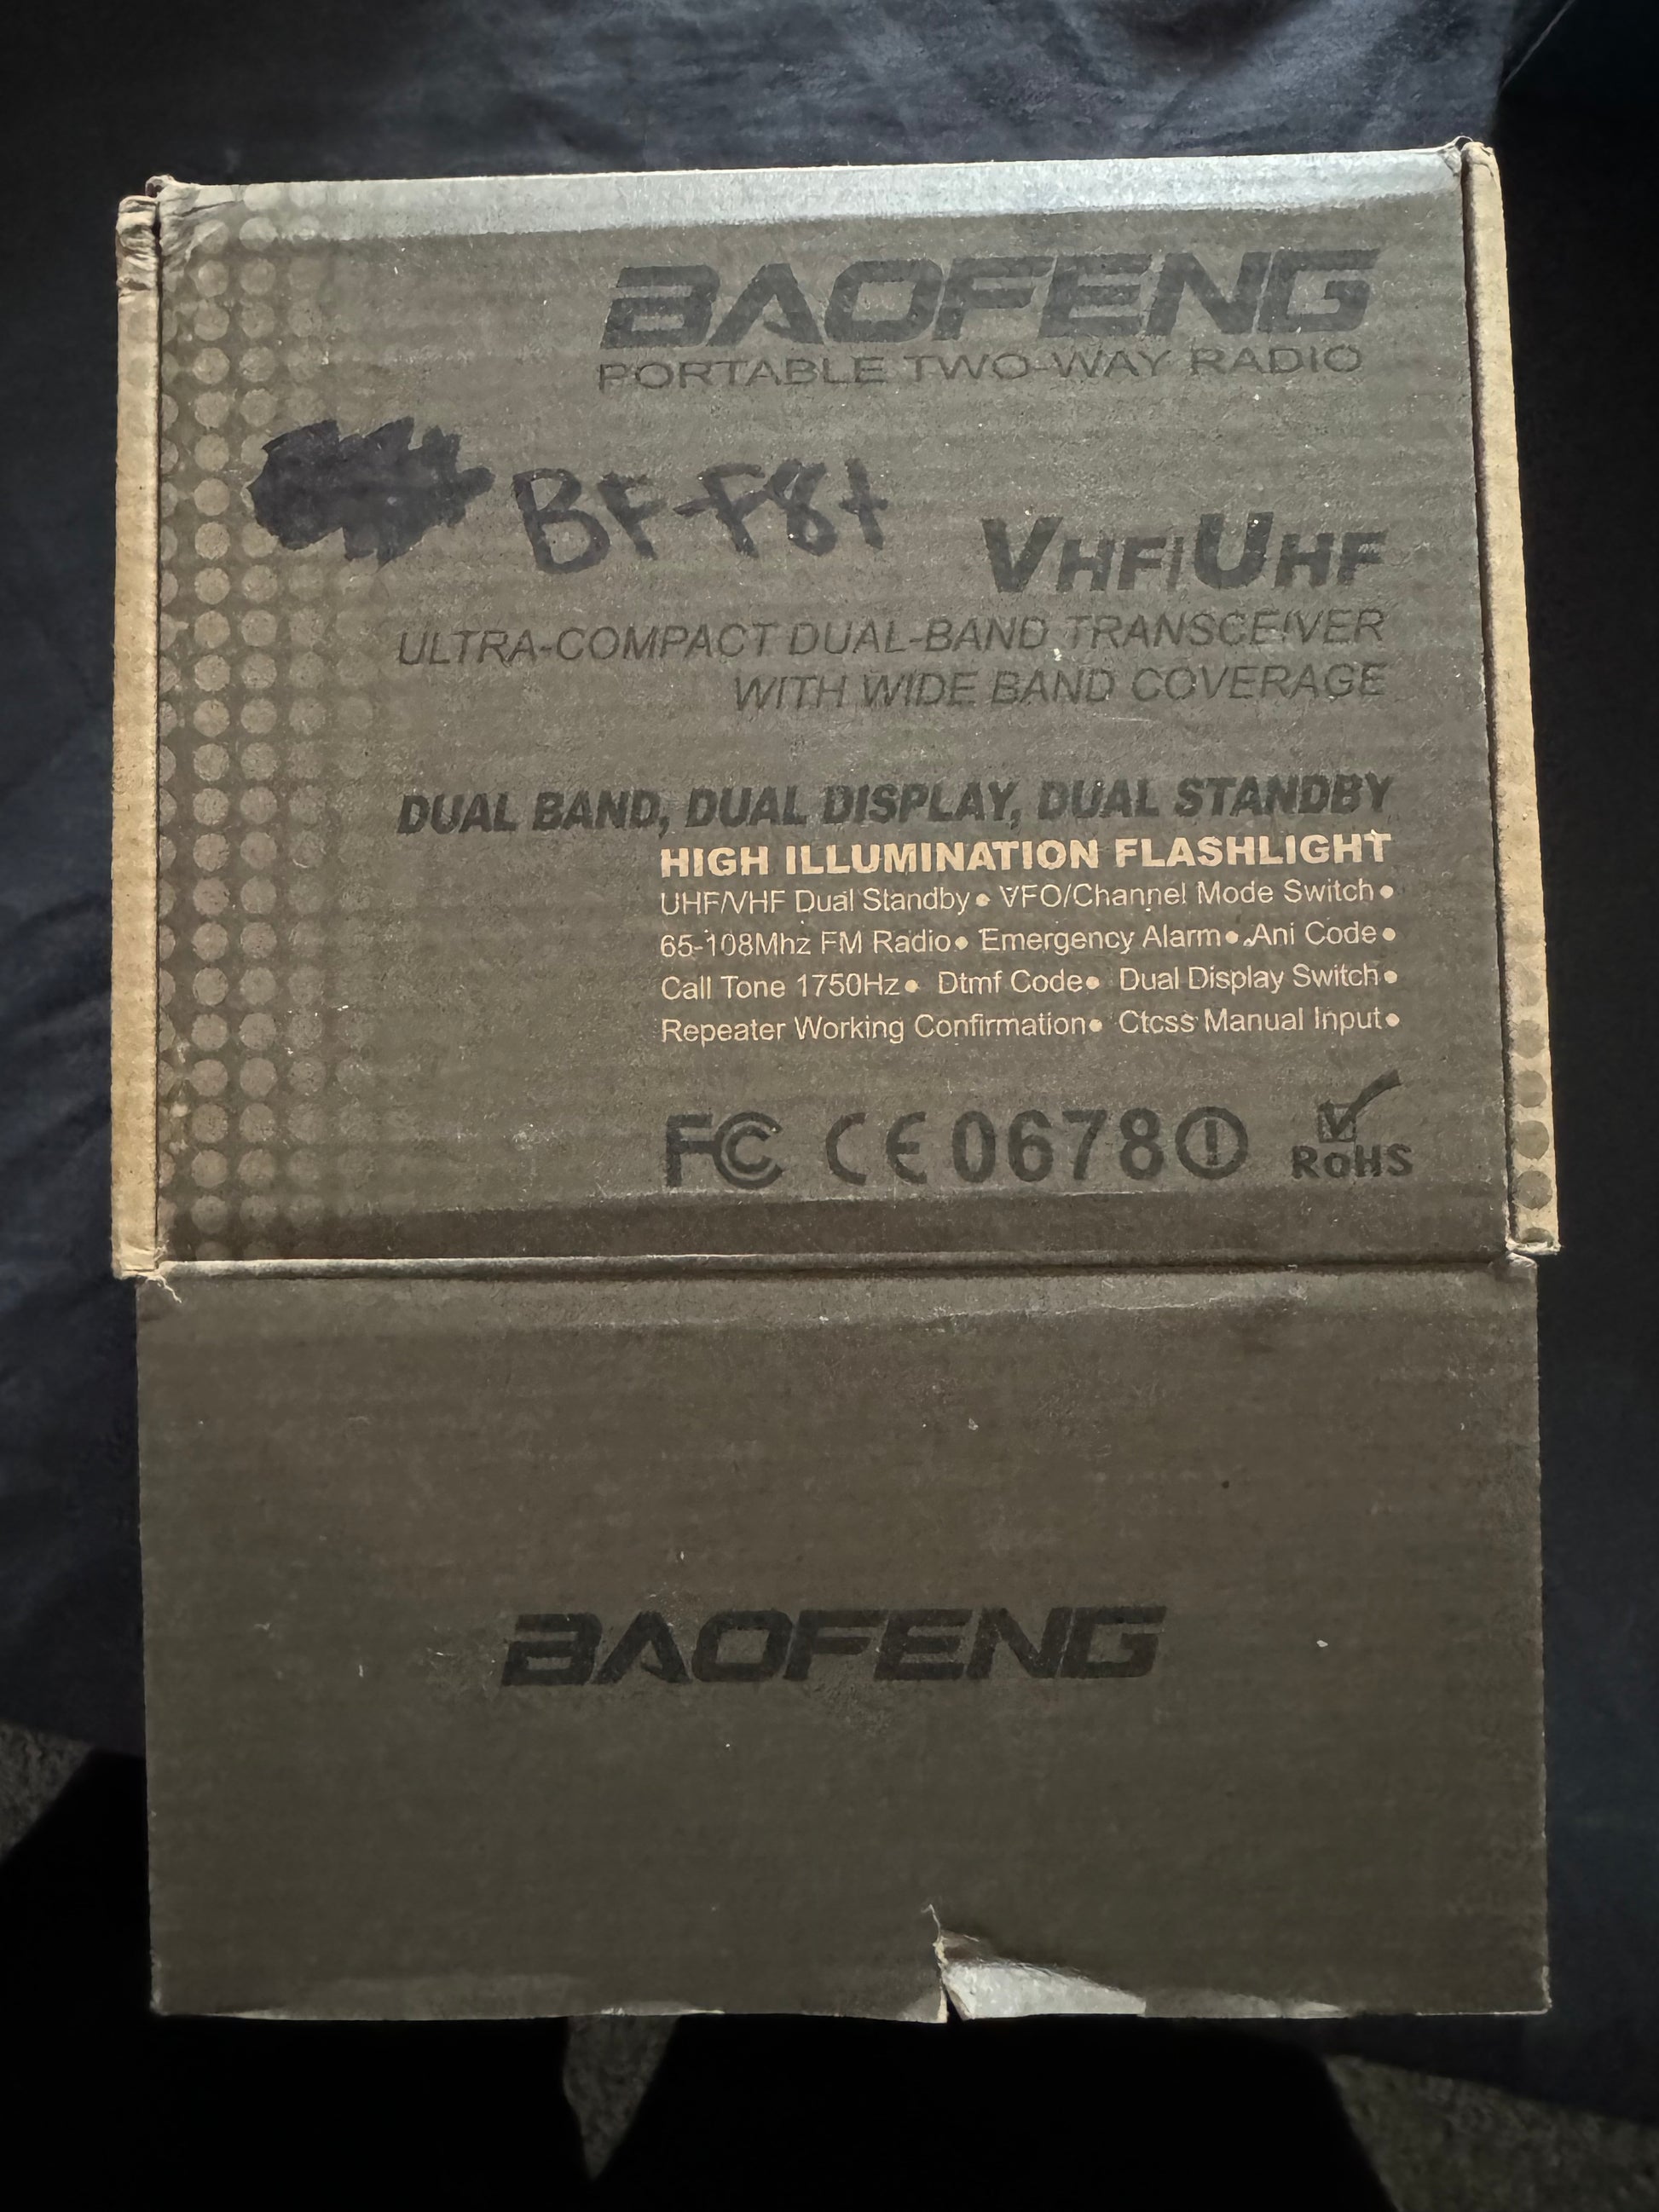 BAOFENG
PORTABLE TWO-WAY RADIO
BF-F8+
VHF/UHF
ULTRA-COMPACT DUAL-BAND TRANSCEIVER
WITH WIDE BAND COVERAGE
DUAL BAND, DUAL DISPLAY, DUAL STANDBY
HIGH ILLUMINATION FLASHLIGHT
UHF/VHF Dual Standby• VFO/Channel Mode Switch•
65-108Mhz FM Radio• Emergency Alarm• Ani Code•
Call Tone 1750Hz• Dtmf Code• Dual Display Switch•
Repeater Working Confirmation• Ctcss Manual Input•
FC CE0678 RoHS
BAOFENG